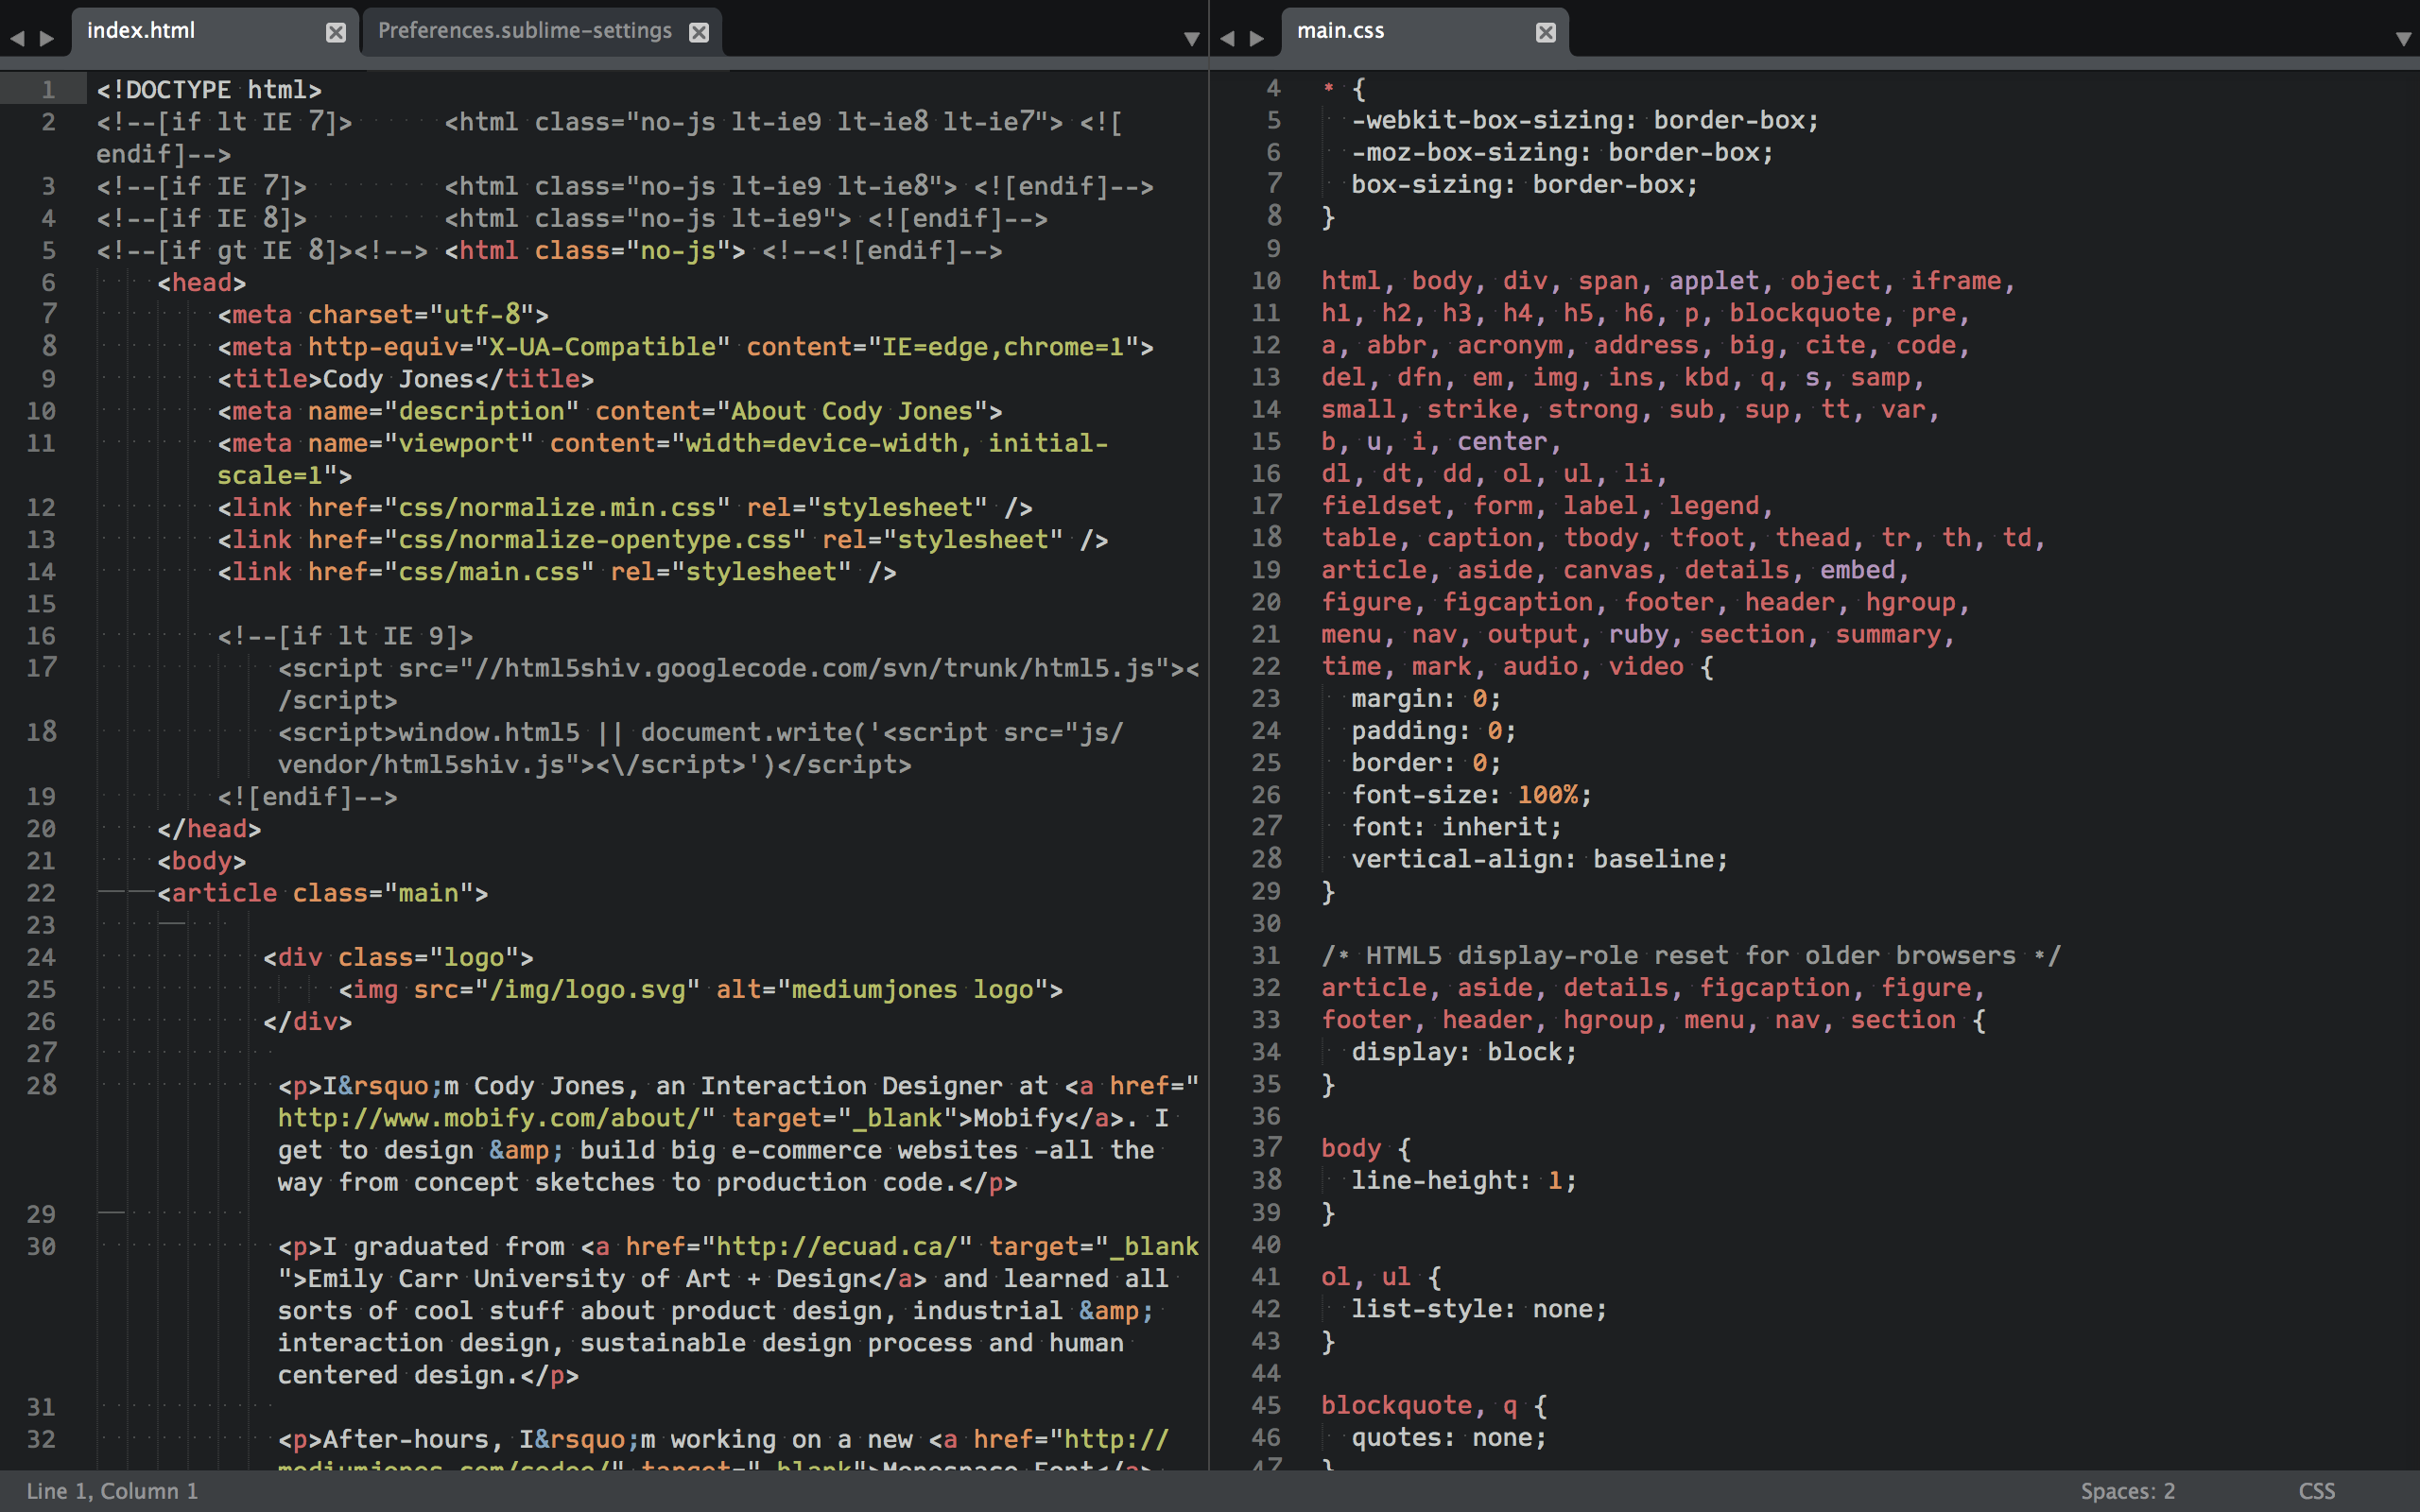 index.html
Preferences.sublime-settings
1 <!DOCTYPE html>
2 <!--[if lt IE 7]>      <html class="no-js lt-ie9 lt-ie8 lt-ie7"> <![
endif]-->
3 <!--[if IE 7]>         <html class="no-js lt-ie9 lt-ie8"> <![endif]-->
4 <!--[if IE 8]>         <html class="no-js lt-ie9"> <![endif]-->
5 <!--[if gt IE 8]><!--> <html class="no-js"> <!--<![endif]-->
6     <head>
7         <meta charset="utf-8">
8         <meta http-equiv="X-UA-Compatible" content="IE=edge,chrome=1">
9         <title>Cody Jones</title>
10         <meta name="description" content="About Cody Jones">
11         <meta name="viewport" content="width=device-width, initial-
scale=1">
12         <link href="css/normalize.min.css" rel="stylesheet" />
13         <link href="css/normalize-opentype.css" rel="stylesheet" />
14         <link href="css/main.css" rel="stylesheet" />
15
16         <!--[if lt IE 9]>
17             <script src="//html5shiv.googlecode.com/svn/trunk/html5.js"><
/script>
18             <script>window.html5 || document.write('<script src="js/
vendor/html5shiv.js"><\/script>')</script>
19         <![endif]-->
20     </head>
21     <body>
22     <article class="main">
23
24            <div class="logo">
25                 <img src="/img/logo.svg" alt="mediumjones logo">
26            </div>
27
28             <p>I&rsquo;m Cody Jones, an Interaction Designer at <a href="
http://www.mobify.com/about/" target="_blank">Mobify</a>. I
get to design &amp; build big e-commerce websites -all the
way from concept sketches to production code.</p>
29
30             <p>I graduated from <a href="http://ecuad.ca/" target="_blank
">Emily Carr University of Art + Design</a> and learned all
sorts of cool stuff about product design, industrial &amp;
interaction design, sustainable design process and human
centered design.</p>
31
32             <p>After-hours, I&rsquo;m working on a new <a href="http://
main.css
4 * {
5   -webkit-box-sizing: border-box;
6   -moz-box-sizing: border-box;
7   box-sizing: border-box;
8 }
9
10 html, body, div, span, applet, object, iframe,
11 h1, h2, h3, h4, h5, h6, p, blockquote, pre,
12 a, abbr, acronym, address, big, cite, code,
13 del, dfn, em, img, ins, kbd, q, s, samp,
14 small, strike, strong, sub, sup, tt, var,
15 b, u, i, center,
16 dl, dt, dd, ol, ul, li,
17 fieldset, form, label, legend,
18 table, caption, tbody, tfoot, thead, tr, th, td,
19 article, aside, canvas, details, embed,
20 figure, figcaption, footer, header, hgroup,
21 menu, nav, output, ruby, section, summary,
22 time, mark, audio, video {
23   margin: 0;
24   padding: 0;
25   border: 0;
26   font-size: 100%;
27   font: inherit;
28   vertical-align: baseline;
29 }
30
31 /* HTML5 display-role reset for older browsers */
32 article, aside, details, figcaption, figure,
33 footer, header, hgroup, menu, nav, section {
34   display: block;
35 }
36
37 body {
38   line-height: 1;
39 }
40
41 ol, ul {
42   list-style: none;
43 }
44
45 blockquote, q {
46   quotes: none;
47 }
Line 1, Column 1
Spaces: 2
CSS